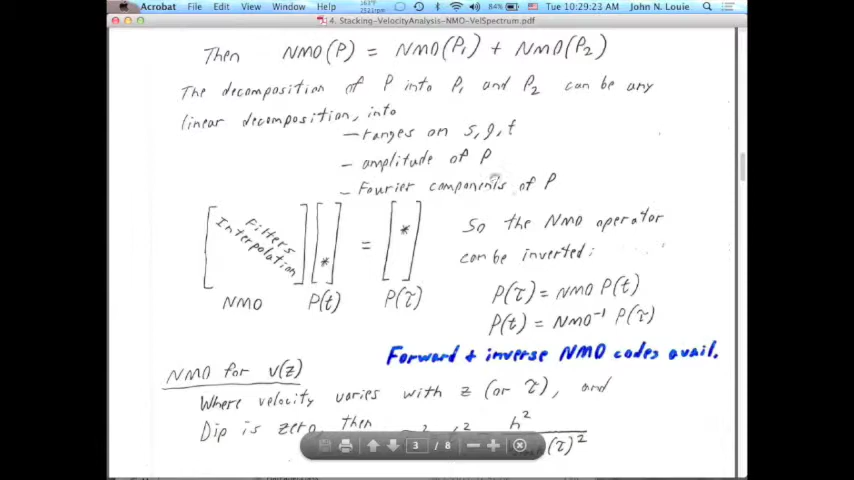 Acrobat File Edit View Window Help 84% Tue 10:29:23 AM John N. Louie
4. Stacking-VelocityAnalysis-NMO-VelSpectrum.pdf
Then NMO(P) = NMO(P₁) + NMO(P₂)
The decomposition of P into P₁ and P₂ can be any
linear decomposition, into
– ranges on s, g, t
– amplitude of P
– Fourier components of P
Filters
Interpolation
* = *
NMO P(t) P(τ)
So the NMO operator
can be inverted:
P(τ) = NMO P(t)
P(t) = NMO⁻¹ P(τ)
Forward + inverse NMO codes avail.
NMO for v(z)
Where velocity varies with z (or τ), and
Dip is zero, then
h²
(τ)²
3 / 8